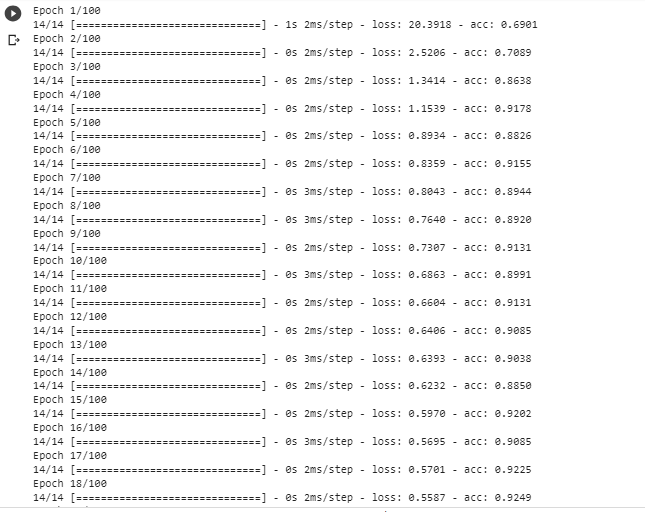 Epoch 1/100
14/14 [==============================] - 1s 2ms/step - loss: 20.3918 - acc: 0.6901
Epoch 2/100
14/14 [==============================] - 0s 2ms/step - loss: 2.5206 - acc: 0.7089
Epoch 3/100
14/14 [==============================] - 0s 2ms/step - loss: 1.3414 - acc: 0.8638
Epoch 4/100
14/14 [==============================] - 0s 2ms/step - loss: 1.1539 - acc: 0.9178
Epoch 5/100
14/14 [==============================] - 0s 2ms/step - loss: 0.8934 - acc: 0.8826
Epoch 6/100
14/14 [==============================] - 0s 2ms/step - loss: 0.8359 - acc: 0.9155
Epoch 7/100
14/14 [==============================] - 0s 3ms/step - loss: 0.8043 - acc: 0.8944
Epoch 8/100
14/14 [==============================] - 0s 3ms/step - loss: 0.7640 - acc: 0.8920
Epoch 9/100
14/14 [==============================] - 0s 2ms/step - loss: 0.7307 - acc: 0.9131
Epoch 10/100
14/14 [==============================] - 0s 3ms/step - loss: 0.6863 - acc: 0.8991
Epoch 11/100
14/14 [==============================] - 0s 2ms/step - loss: 0.6604 - acc: 0.9131
Epoch 12/100
14/14 [==============================] - 0s 2ms/step - loss: 0.6406 - acc: 0.9085
Epoch 13/100
14/14 [==============================] - 0s 3ms/step - loss: 0.6393 - acc: 0.9038
Epoch 14/100
14/14 [==============================] - 0s 2ms/step - loss: 0.6232 - acc: 0.8850
Epoch 15/100
14/14 [==============================] - 0s 2ms/step - loss: 0.5970 - acc: 0.9202
Epoch 16/100
14/14 [==============================] - 0s 3ms/step - loss: 0.5695 - acc: 0.9085
Epoch 17/100
14/14 [==============================] - 0s 2ms/step - loss: 0.5701 - acc: 0.9225
Epoch 18/100
14/14 [==============================] - 0s 2ms/step - loss: 0.5587 - acc: 0.9249